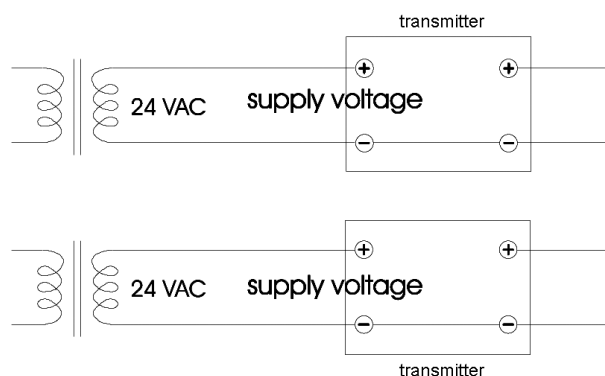 transmitter
+ +
24 VAC supply voltage
− −
+ +
24 VAC supply voltage
− −
transmitter